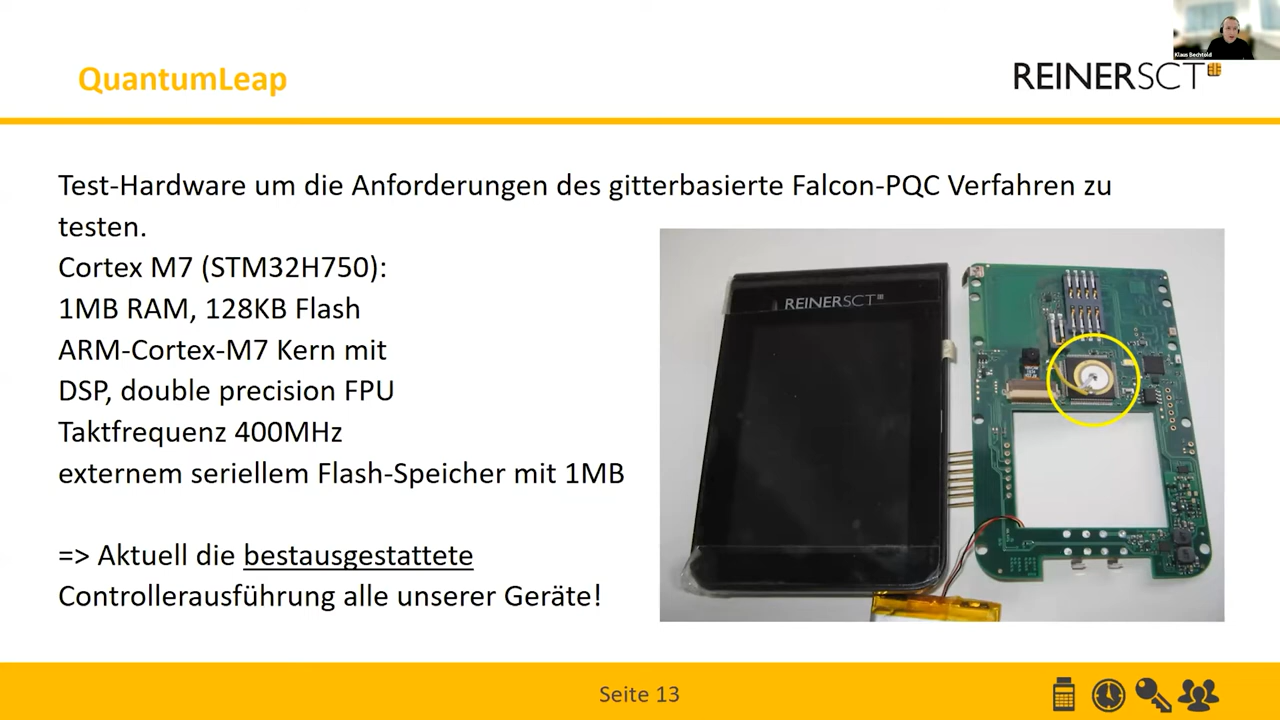 Klaus Bechtold
QuantumLeap
REINERSCT
Test-Hardware um die Anforderungen des gitterbasierte Falcon-PQC Verfahren zu
testen.
Cortex M7 (STM32H750):
1MB RAM, 128KB Flash
ARM-Cortex-M7 Kern mit
DSP, double precision FPU
Taktfrequenz 400MHz
externem seriellem Flash-Speicher mit 1MB
=> Aktuell die bestausgestattete
Controllerausführung alle unserer Geräte!
REINERSCT
Seite 13